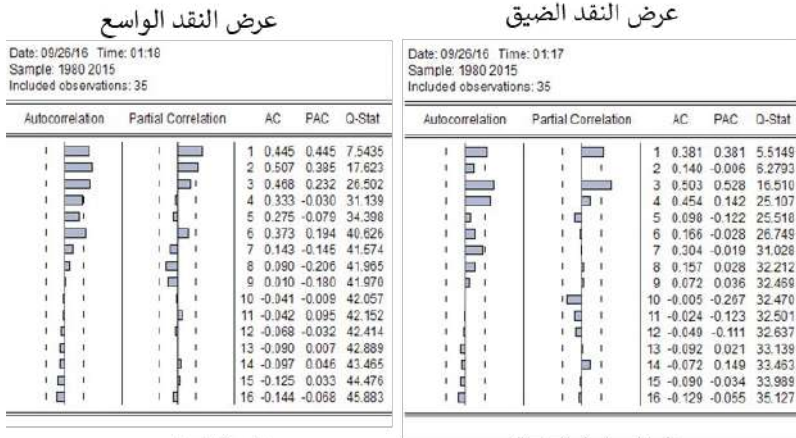 عرض النقد الواسع
Date: 09/26/16 Time: 01:18
Sample: 1980 2015
Included observations: 35
Autocorrelation Partial Correlation AC PAC Q-Stat
1 0.445 0.445 7.5435
2 0.507 0.385 17.623
3 0.468 0.232 26.502
4 0.333 -0.030 31.139
5 0.275 -0.079 34.398
6 0.373 0.194 40.626
7 0.143 -0.146 41.574
8 0.090 -0.206 41.965
9 0.010 -0.180 41.970
10 -0.041 -0.009 42.057
11 -0.042 0.095 42.152
12 -0.068 -0.032 42.414
13 -0.090 0.007 42.889
14 -0.097 0.046 43.465
15 -0.125 0.033 44.476
16 -0.144 -0.068 45.883
عرض النقد الضيق
Date: 09/26/16 Time: 01:17
Sample: 1980 2015
Included observations: 35
Autocorrelation Partial Correlation AC PAC Q-Stat
1 0.381 0.381 5.5149
2 0.140 -0.006 6.2793
3 0.503 0.528 16.510
4 0.454 0.142 25.107
5 0.098 -0.122 25.518
6 0.166 -0.028 26.749
7 0.304 -0.019 31.028
8 0.157 0.028 32.212
9 0.072 0.036 32.469
10 -0.005 -0.267 32.470
11 -0.024 -0.123 32.501
12 -0.049 -0.111 32.637
13 -0.092 0.021 33.139
14 -0.072 0.149 33.463
15 -0.090 -0.034 33.989
16 -0.129 -0.055 35.127